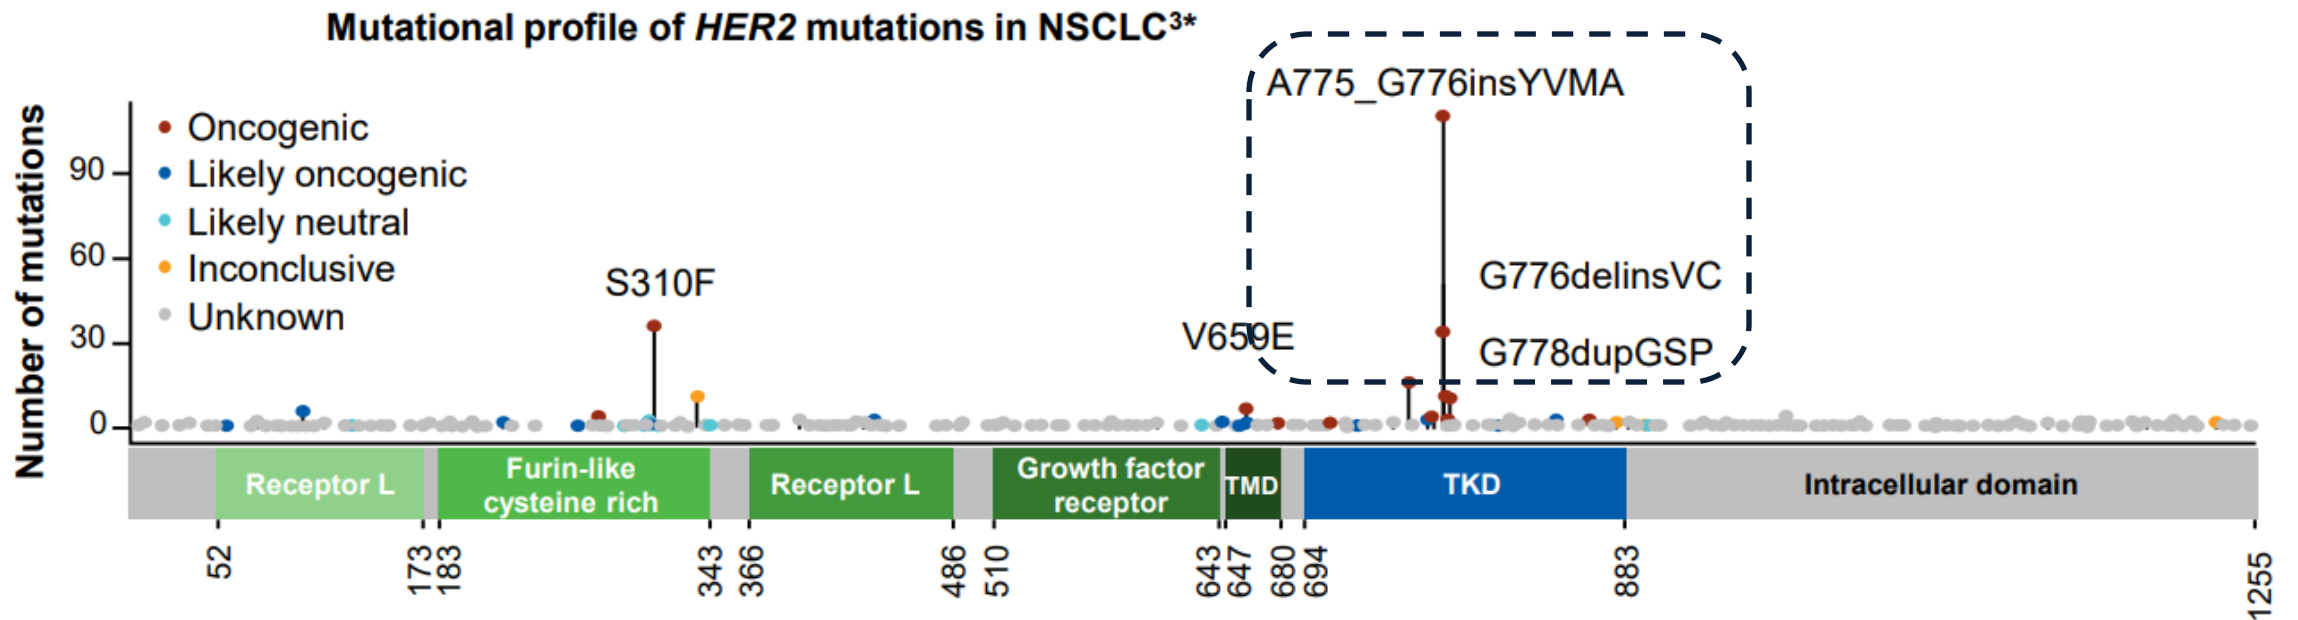 Mutational profile of HER2 mutations in NSCLC³*
A775_G776insYVMA
Oncogenic
Likely oncogenic
Likely neutral
Inconclusive
Unknown
Number of mutations
90
60
30
0
S310F
V659E
G776delinsVC
G778dupGSP
Receptor L
Furin-like
cysteine rich
Receptor L
Growth factor
receptor
TMD
TKD
Intracellular domain
52
173
183
343
366
486
510
643
647
680
694
883
1255